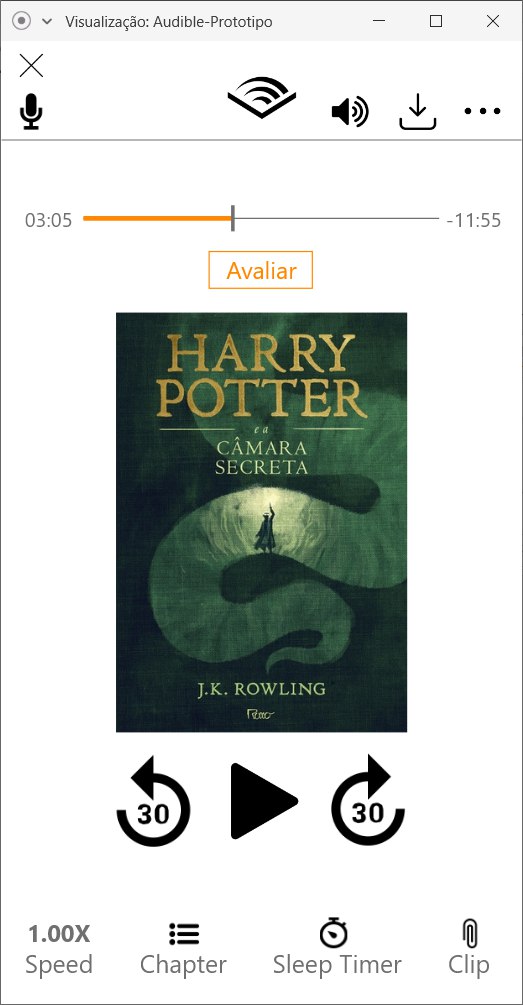 Visualização: Audible-Prototipo
03:05
-11:55
Avaliar
HARRY
POTTER
e a
CÂMARA
SECRETA
J.K. ROWLING
Rocco
30
30
1.00X
Speed
Chapter
Sleep Timer
Clip